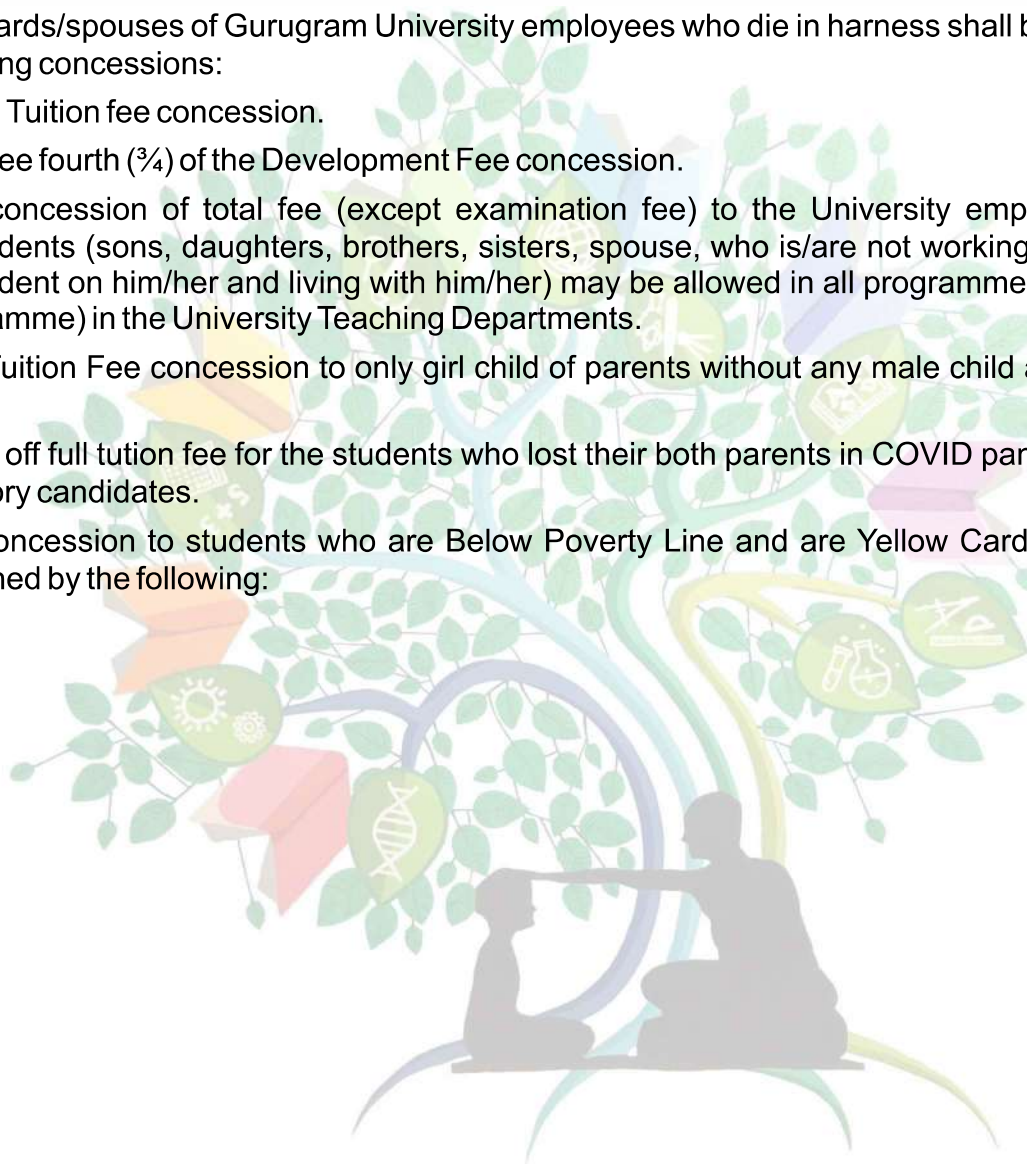 ards/spouses of Gurugram University employees who die in harness shall b
ng concessions:
Tuition fee concession.
ee fourth (¾) of the Development Fee concession.
concession of total fee (except examination fee) to the University emp
dents (sons, daughters, brothers, sisters, spouse, who is/are not working
dent on him/her and living with him/her) may be allowed in all programme
amme) in the University Teaching Departments.
uition Fee concession to only girl child of parents without any male child a
off full tution fee for the students who lost their both parents in COVID pan
ory candidates.
oncession to students who are Below Poverty Line and are Yellow Card
ned by the following: